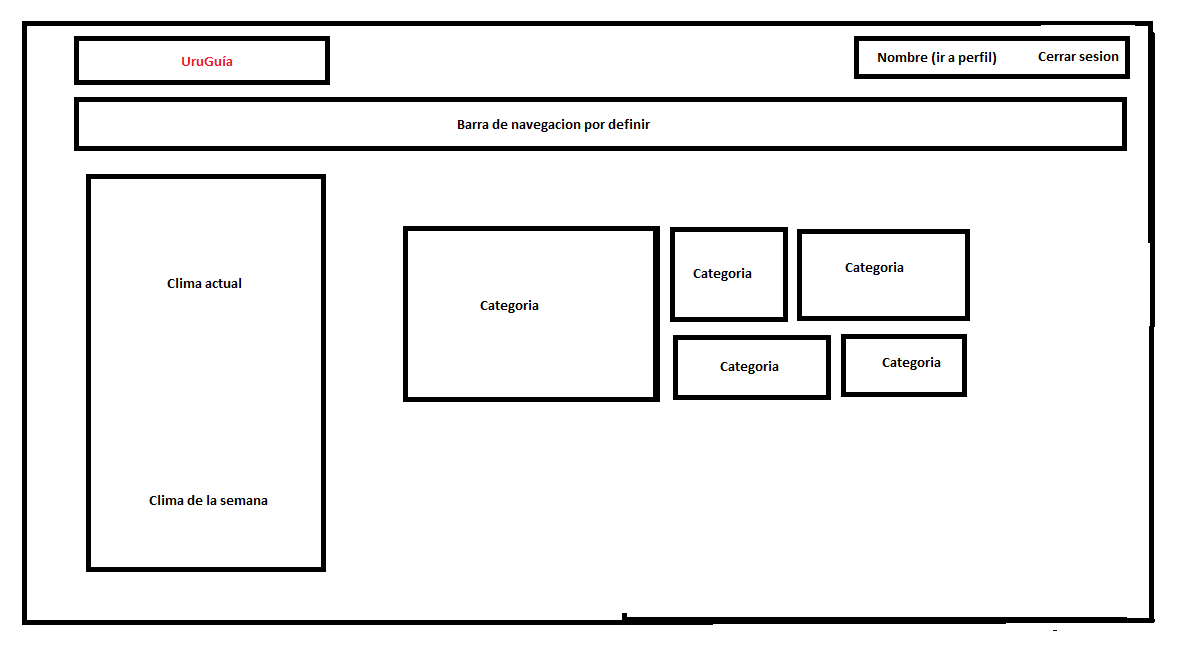 UruGuía
Nombre (ir a perfil)
Cerrar sesion
Barra de navegacion por definir
Clima actual
Clima de la semana
Categoria
Categoria
Categoria
Categoria
Categoria